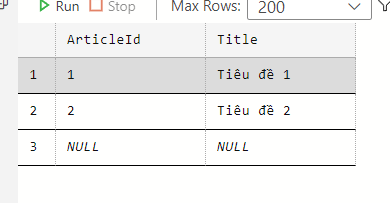 Run Stop Max Rows: 200
ArticleId Title
1 1 Tiêu đề 1
2 2 Tiêu đề 2
3 NULL NULL